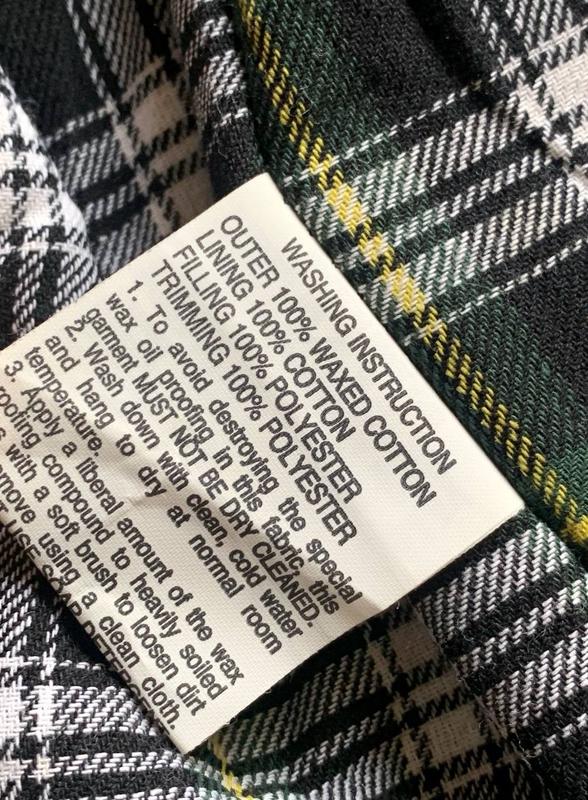 WASHING INSTRUCTION
OUTER 100% WAXED COTTON
LINING 100% COTTON
FILLING 100% POLYESTER
TRIMMING 100% POLYESTER
1. To avoid destroying the special
wax oil proofing in this fabric, this
garment MUST NOT BE DRY CLEANED.
2. Wash down with clean, cold water
and hang to dry at normal room
temperature.
3. Apply a liberal amount of the wax
compound to heavily soiled
with a soft brush to loosen dirt
using a clean cloth.